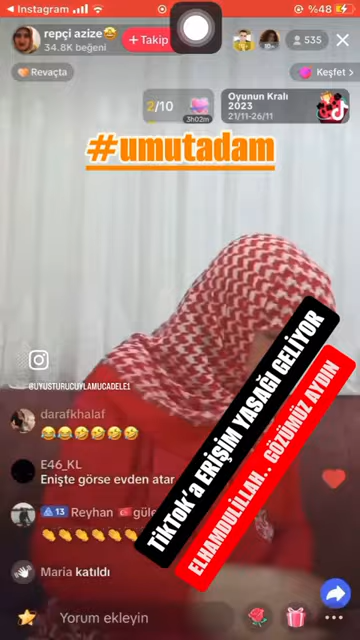 Instagram
%48
repçi azize
34.8K beğeni
+ Takip
10+
535
Revaçta
Keşfet >
2/10
3h02m
Oyunun Kralı
2023
21/11-26/11
#umutadam
TikTok'a ERİŞİM YASAĞI GELİYOR
ELHAMDULİLLAH.. GÖZÜMÜZ AYDIN
@UYUSTURUCUYLAMUCADELE1
darafkhalaf
E46_KL
Enişte görse evden atar
13 Reyhan
Maria katıldı
Yorum ekleyin